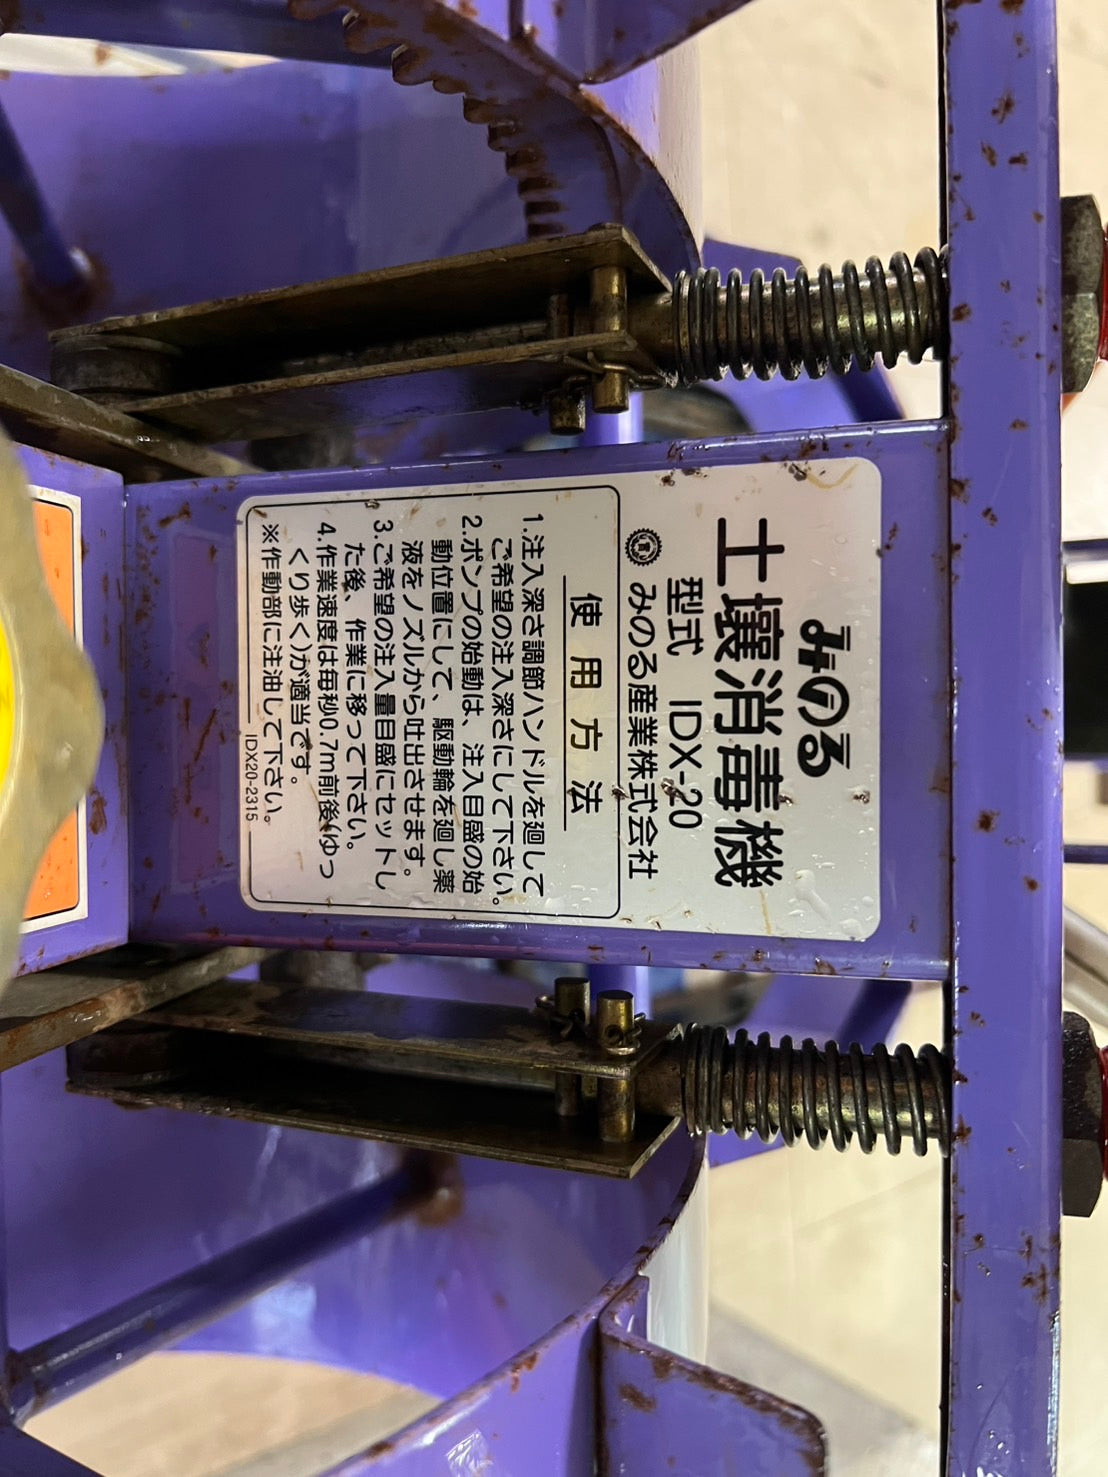 みのる
土壌消毒機
型式 IDX-20
みのる産業株式会社
使用方法
1.注入深さ調節ハンドルを廻して
ご希望の注入深さにして下さい。
2.ポンプの始動は、注入目盛の始
動位置にして、駆動輪を廻し薬
液をノズルから吐出させます。
3.ご希望の注入量目盛にセットし
た後、作業に移って下さい。
4.作業速度は毎秒0.7m前後(ゆっ
くり歩く)が適当です。
※作動部に注油して下さい。
IDX20-2315